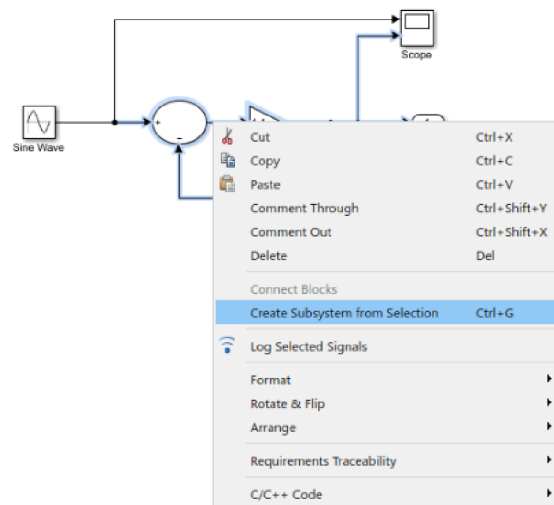 Scope
Sine Wave
+
-
Cut Ctrl+X
Copy Ctrl+C
Paste Ctrl+V
Comment Through Ctrl+Shift+Y
Comment Out Ctrl+Shift+X
Delete Del
Connect Blocks
Create Subsystem from Selection Ctrl+G
Log Selected Signals
Format
Rotate & Flip
Arrange
Requirements Traceability
C/C++ Code